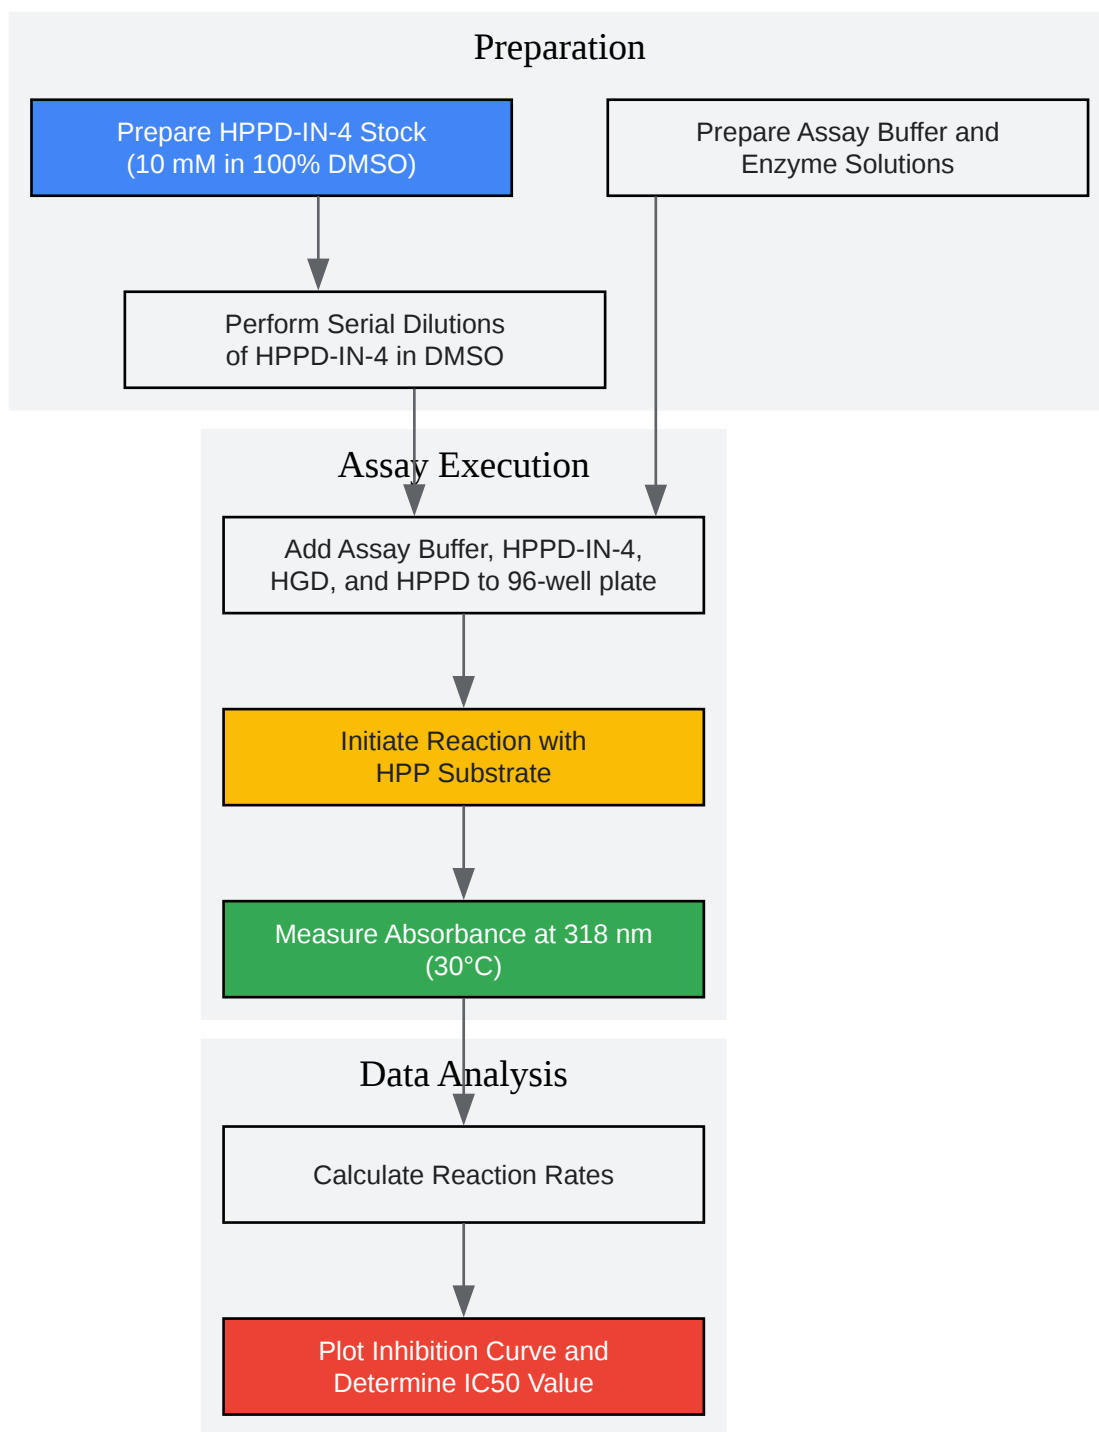 Preparation
Prepare HPPD-IN-4 Stock
(10 mM in 100% DMSO)
Prepare Assay Buffer and
Enzyme Solutions
Perform Serial Dilutions
of HPPD-IN-4 in DMSO
Assay Execution
Add Assay Buffer, HPPD-IN-4,
HGD, and HPPD to 96-well plate
Initiate Reaction with
HPP Substrate
Measure Absorbance at 318 nm
(30°C)
Data Analysis
Calculate Reaction Rates
Plot Inhibition Curve and
Determine IC50 Value